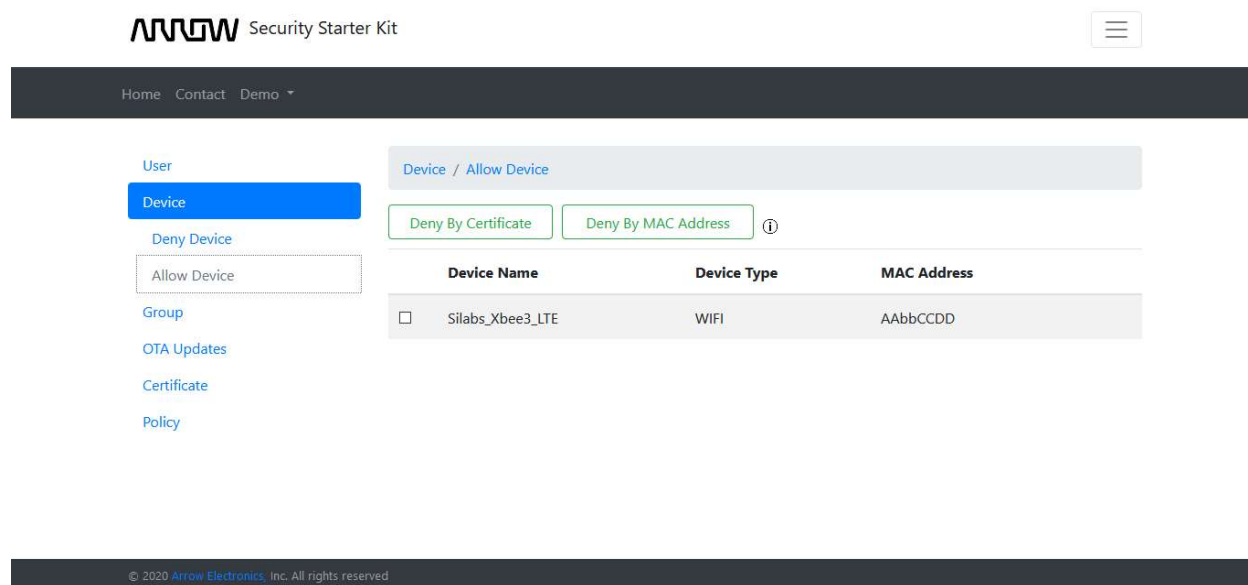 ARROW Security Starter Kit
Home Contact Demo
User
Device
Deny Device
Allow Device
Group
OTA Updates
Certificate
Policy
Device / Allow Device
Deny By Certificate Deny By MAC Address
Device Name Device Type MAC Address
Silabs_Xbee3_LTE WIFI AAbbCCDD
© 2020 Arrow Electronics, Inc. All rights reserved